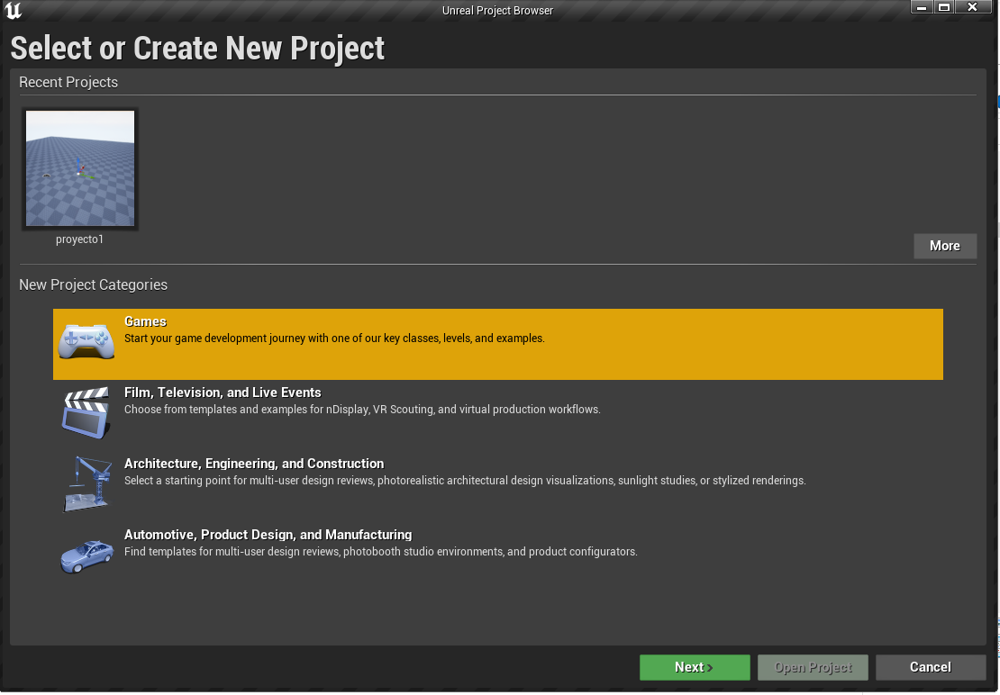 Unreal Project Browser
Select or Create New Project
Recent Projects
proyecto1
More
New Project Categories
Games
Start your game development journey with one of our key classes, levels, and examples.
Film, Television, and Live Events
Choose from templates and examples for nDisplay, VR Scouting, and virtual production workflows.
Architecture, Engineering, and Construction
Select a starting point for multi-user design reviews, photorealistic architectural design visualizations, sunlight studies, or stylized renderings.
Automotive, Product Design, and Manufacturing
Find templates for multi-user design reviews, photobooth studio environments, and product configurators.
Next >
Open Project
Cancel